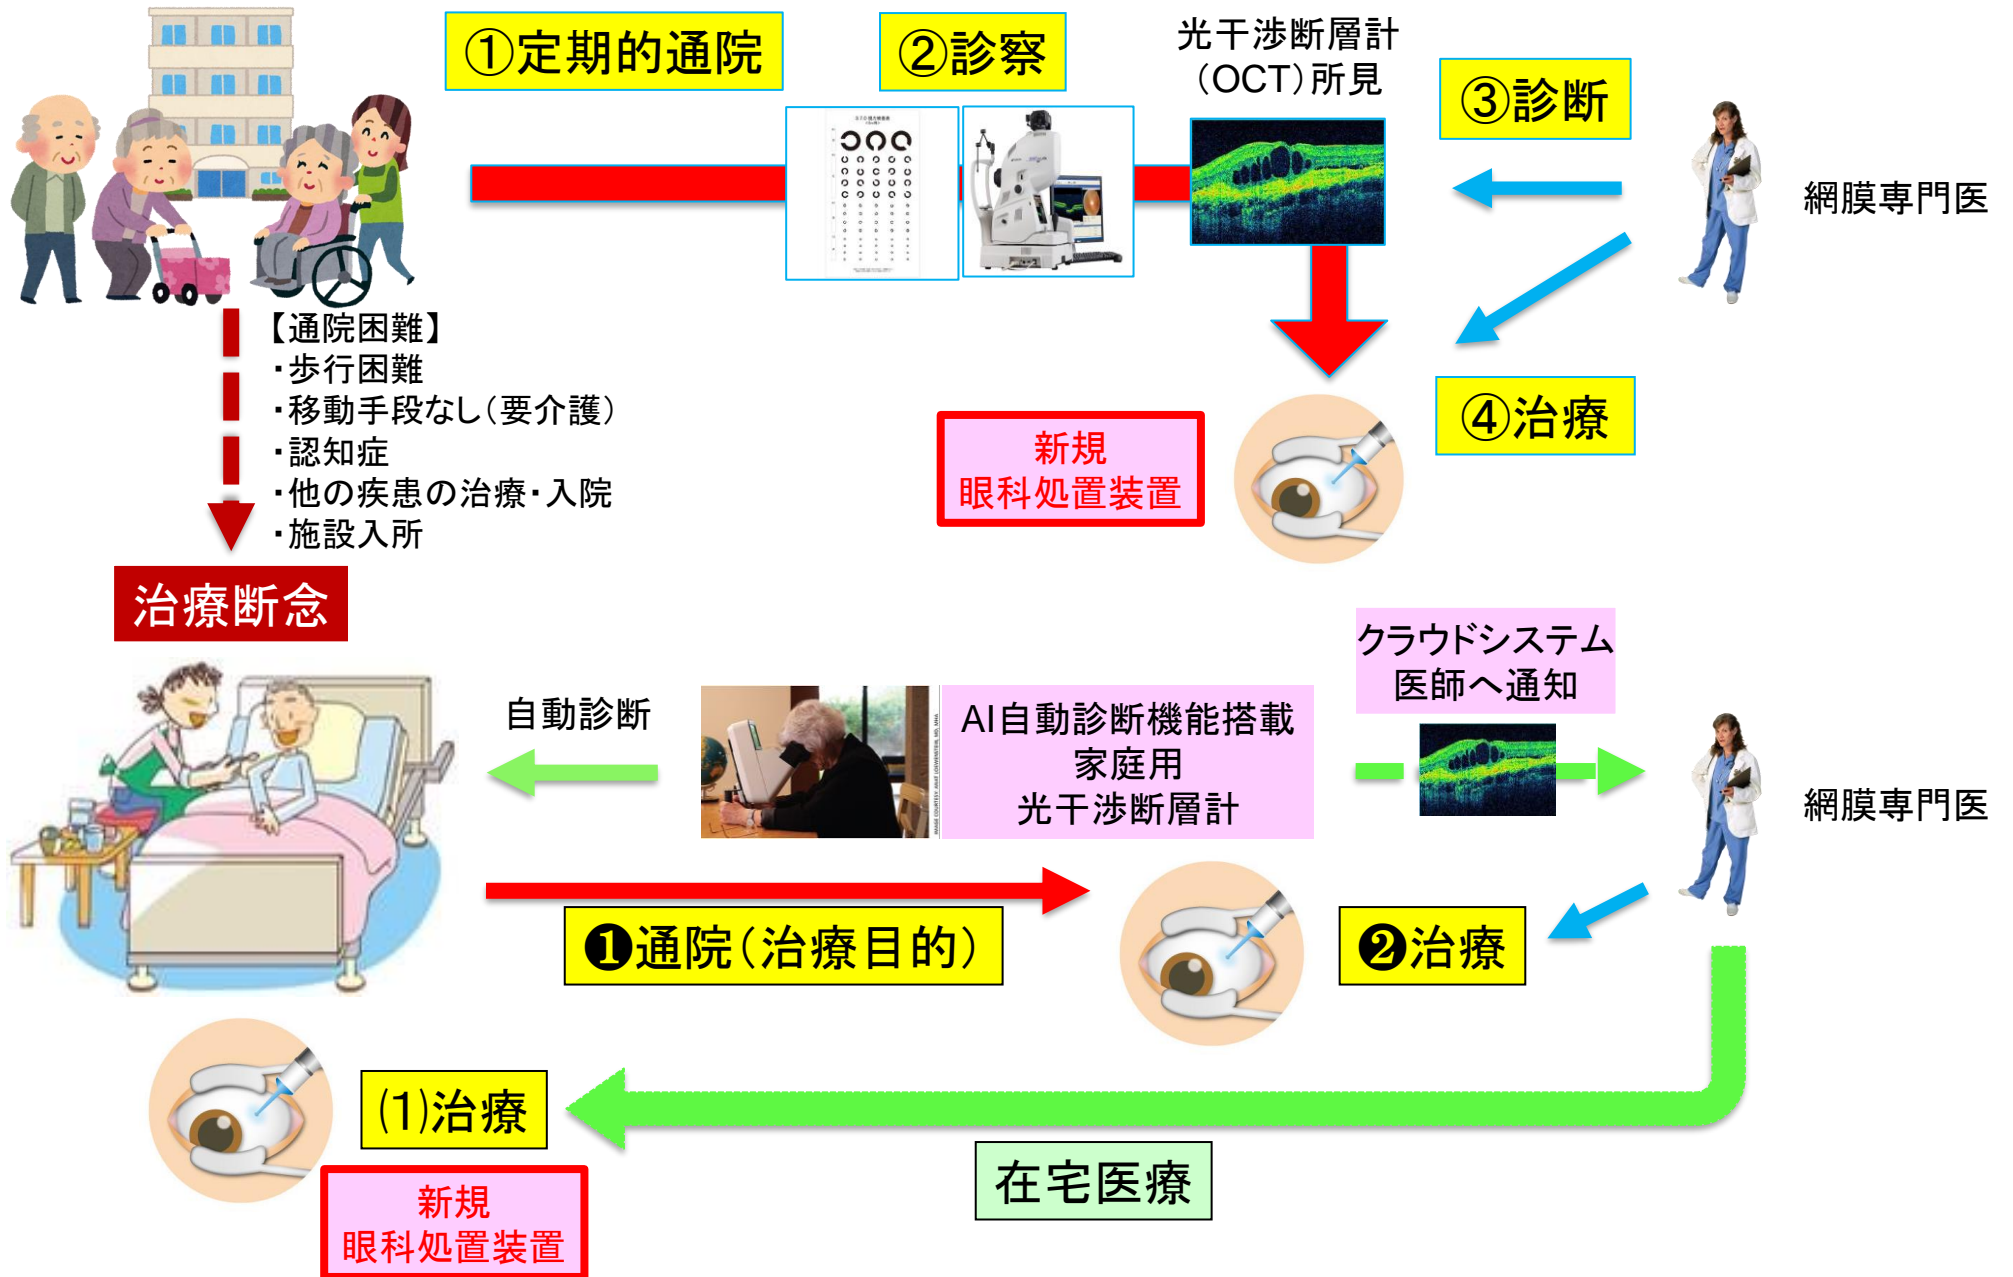 ①定期的通院
②診察
光干渉断層計
(OCT)所見
③診断
網膜専門医
【通院困難】
・歩行困難
・移動手段なし(要介護)
・認知症
・他の疾患の治療・入院
・施設入所
④治療
新規
眼科処置装置
治療断念
クラウドシステム
医師へ通知
自動診断
AI自動診断機能搭載
家庭用
光干渉断層計
網膜専門医
❶通院(治療目的)
❷治療
⑴治療
新規
眼科処置装置
在宅医療